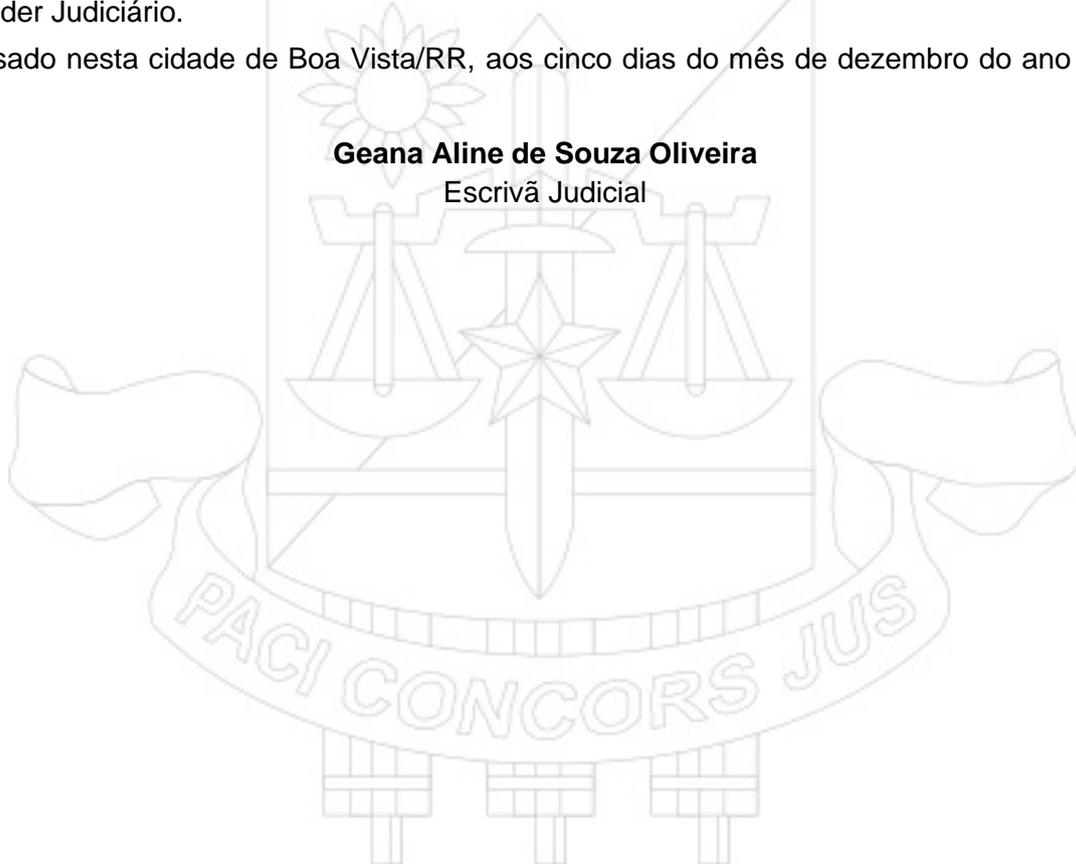 der Judiciário.
sado nesta cidade de Boa Vista/RR, aos cinco dias do mês de dezembro do ano
Geana Aline de Souza Oliveira
Escrivã Judicial
PACI CONCORS JUS